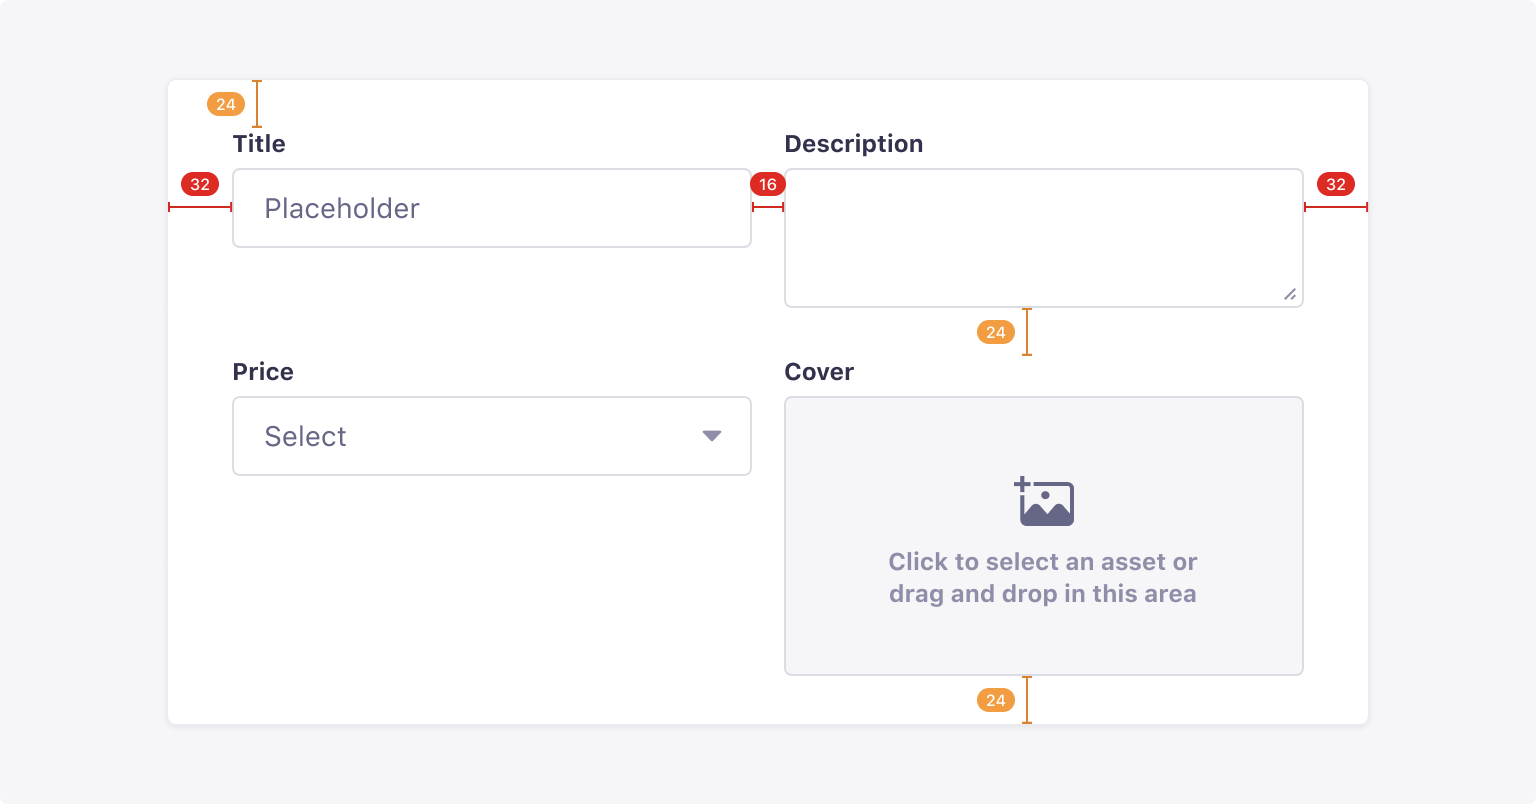 24
Title
Description
32
16
32
Placeholder
24
Price
Cover
Select
Click to select an asset or
drag and drop in this area
24